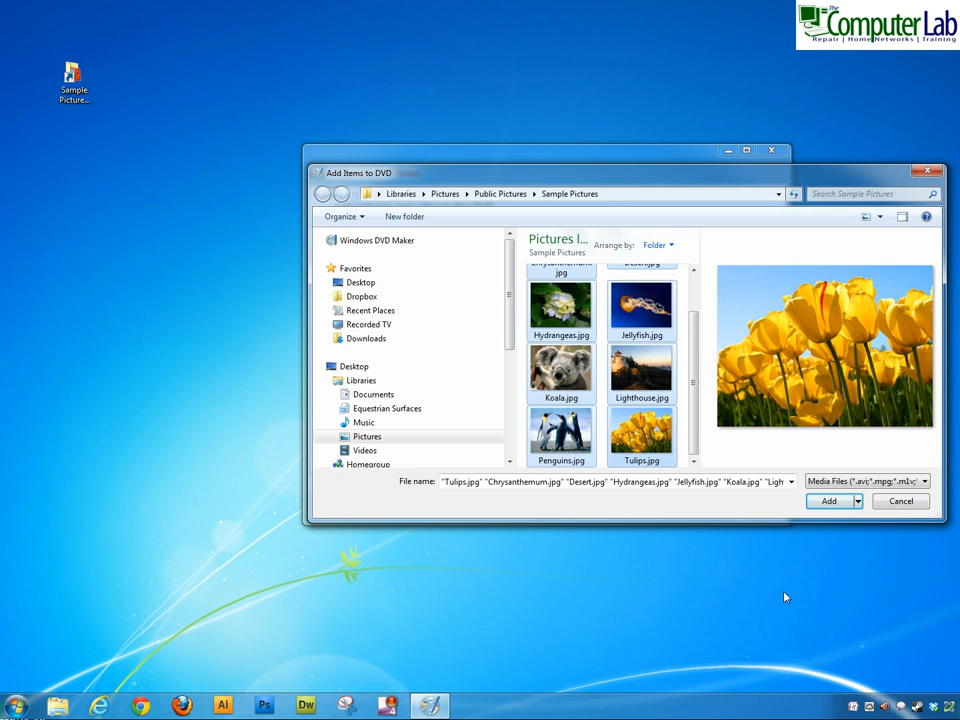 The
ComputerLab
Repair | Home Networks | Training
Sample
Picture...
Add Items to DVD
Libraries
Pictures
Public Pictures
Sample Pictures
Search Sample Pictures
Organize
New folder
Windows DVD Maker
Favorites
Desktop
Dropbox
Recent Places
Recorded TV
Downloads
Desktop
Libraries
Documents
Equestrian Surfaces
Music
Pictures
Videos
Homegroup
Pictures l...
Sample Pictures
Arrange by:
Folder
Chrysanthemum.
jpg
Desert.jpg
Hydrangeas.jpg
Jellyfish.jpg
Koala.jpg
Lighthouse.jpg
Penguins.jpg
Tulips.jpg
File name:
"Tulips.jpg" "Chrysanthemum.jpg" "Desert.jpg" "Hydrangeas.jpg" "Jellyfish.jpg" "Koala.jpg" "Ligh
Media Files (*.avi;*.mpg;*.m1v;*
Add
Cancel
Ai
Ps
Dw